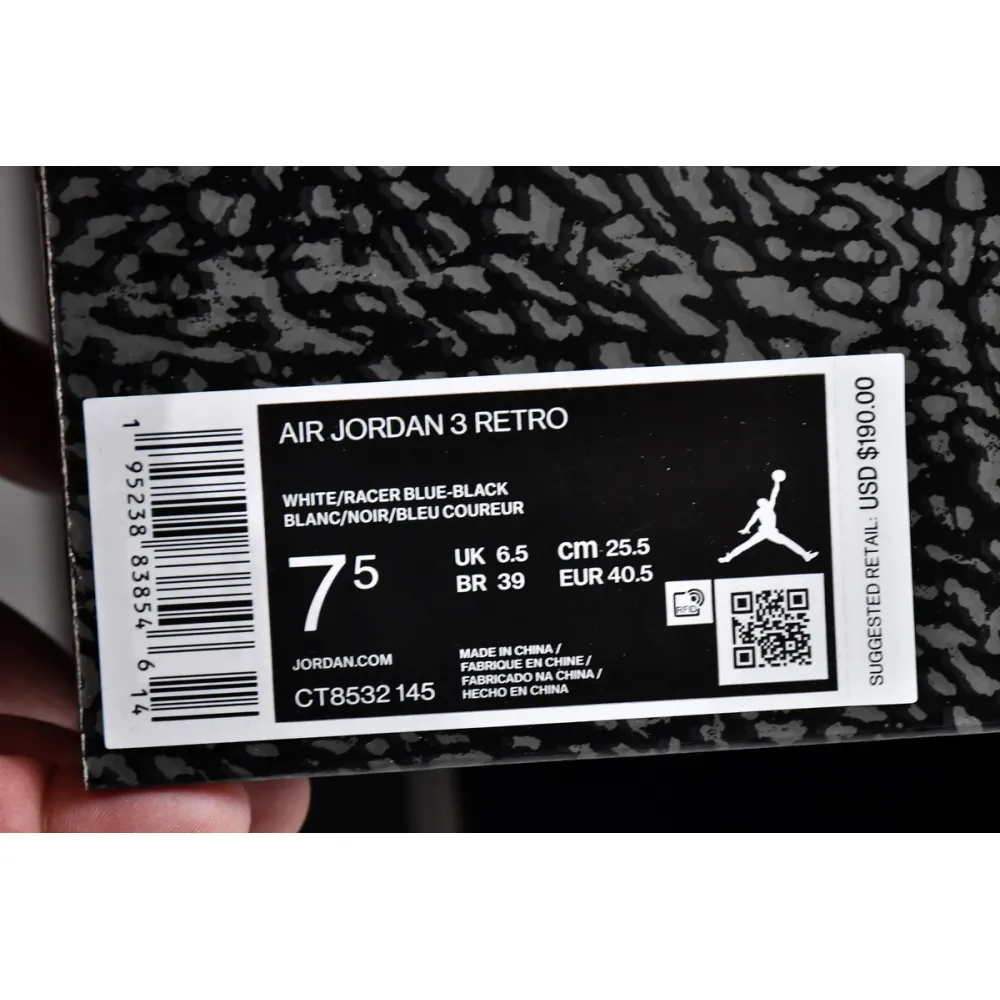 1 95238 83854 6 14
AIR JORDAN 3 RETRO
WHITE/RACER BLUE-BLACK
BLANC/NOIR/BLEU COUREUR
7 5
UK 6.5
BR 39
cm 25.5
EUR 40.5
RFID
JORDAN.COM
CT8532 145
MADE IN CHINA /
FABRIQUE EN CHINE /
FABRICADO NA CHINA /
HECHO EN CHINA
SUGGESTED RETAIL: USD $190.00